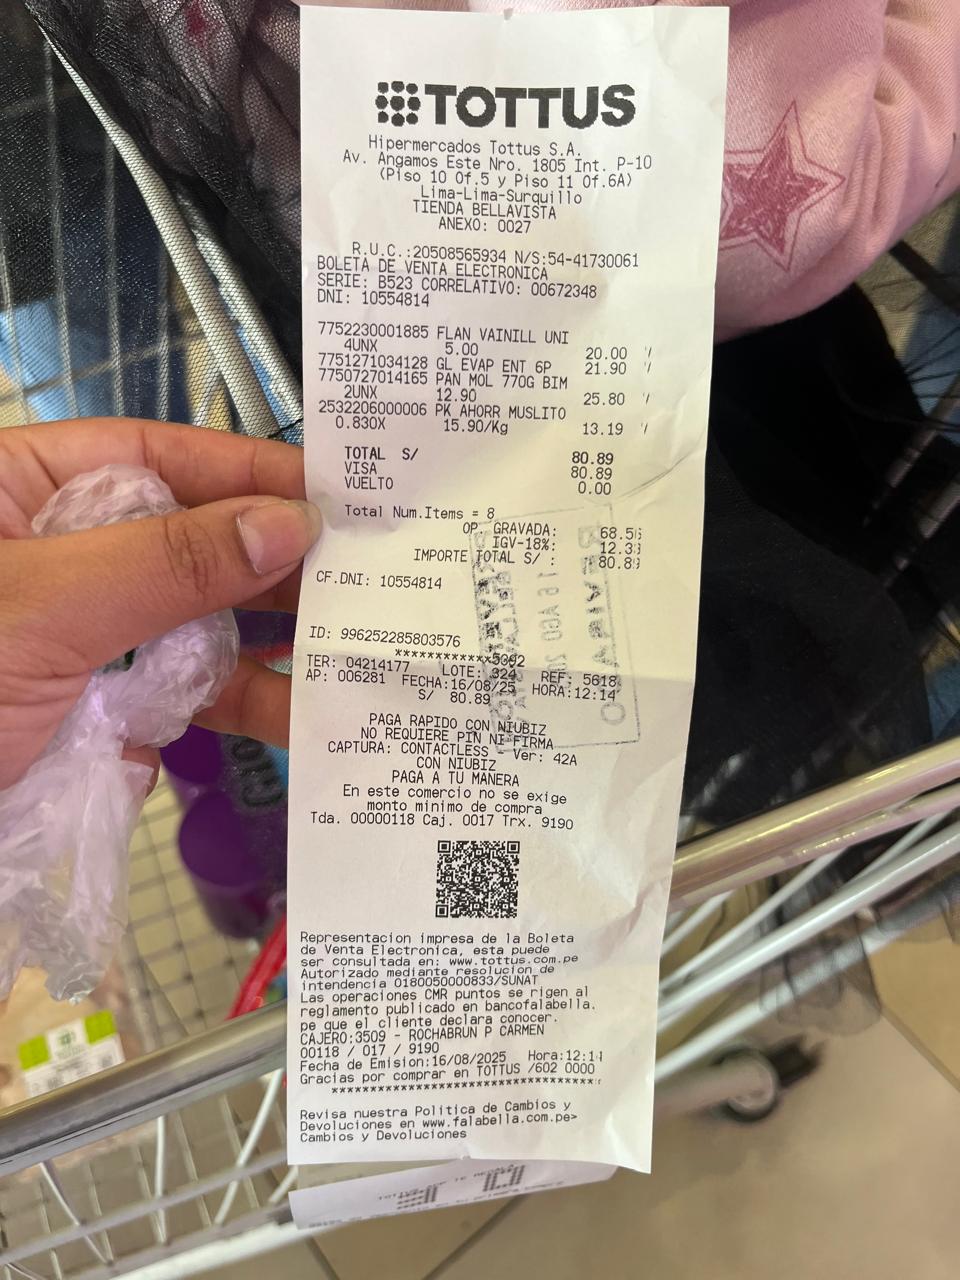 TOTTUS
Hipermercados Tottus S.A.
Av. Angamos Este Nro. 1805 Int. P-10
(Piso 10 Of.5 y Piso 11 Of.6A)
Lima-Lima-Surquillo
TIENDA BELLAVISTA
ANEXO: 0027
R.U.C.:20508565934 N/S:54-41730061
BOLETA DE VENTA ELECTRONICA
SERIE: B523 CORRELATIVO: 00672348
DNI: 10554814
7752230001885 FLAN VAINILL UNI
4UNX 5.00 20.00
7751271034128 GL EVAP ENT 6P 21.90
7750727014165 PAN MOL 770G BIM
2UNX 12.90 25.80
2532206000006 PK AHORR MUSLITO
0.830X 15.90/Kg 13.19
TOTAL S/ 80.89
VISA 80.89
VUELTO 0.00
Total Num.Items = 8
OP. GRAVADA: 68.56
IGV-18%: 12.33
IMPORTE TOTAL S/ : 80.89
CF.DNI: 10554814
ID: 996252285803576
************5092
TER: 04214177 LOTE: 324 REF: 5618
AP: 006281 FECHA:16/08/25 HORA:12:14
S/ 80.89
PAGA RAPIDO CON NIUBIZ
NO REQUIERE PIN NI FIRMA
CAPTURA: CONTACTLESS Ver: 42A
CON NIUBIZ
PAGA A TU MANERA
En este comercio no se exige
monto minimo de compra
Tda. 00000118 Caj. 0017 Trx. 9190
Representacion impresa de la Boleta
de Venta Electronica, esta puede
ser consultada en: www.tottus.com.pe
Autorizado mediante resolucion de
intendencia 0180050000833/SUNAT
Las operaciones CMR puntos se rigen al
reglamento publicado en bancofalabella.
pe que el cliente declara conocer.
CAJERO:3509 - ROCHABRUN P CARMEN
00118 / 017 / 9190
Fecha de Emision:16/08/2025 Hora:12:14
Gracias por comprar en TOTTUS /602 0000
************************************
Revisa nuestra Politica de Cambios y
Devoluciones en www.falabella.com.pe>
Cambios y Devoluciones